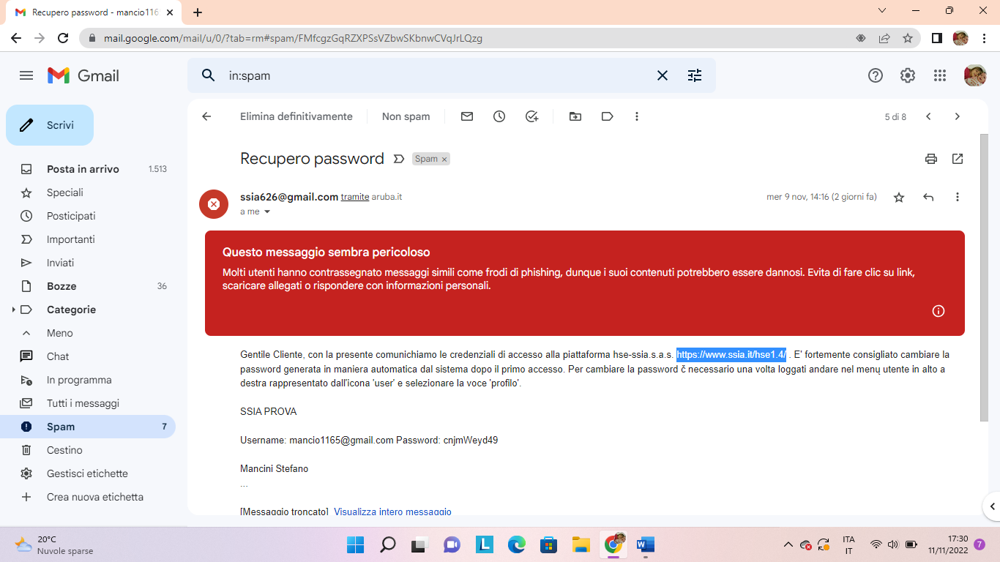 Recupero password - mancio116
mail.google.com/mail/u/0/?tab=rm#spam/FMfcgzGqRZXPSsVZbwSKbnwCVqJrLQzg
Gmail
in:spam
Scrivi
Elimina definitivamente
Non spam
5 di 8
Recupero password
Spam ×
Posta in arrivo 1.513
Speciali
Posticipati
Importanti
Inviati
Bozze 36
Categorie
Meno
Chat
In programma
Tutti i messaggi
Spam 7
Cestino
Gestisci etichette
Crea nuova etichetta
ssia626@gmail.com tramite aruba.it
mer 9 nov, 14:16 (2 giorni fa)
a me
Questo messaggio sembra pericoloso
Molti utenti hanno contrassegnato messaggi simili come frodi di phishing, dunque i suoi contenuti potrebbero essere dannosi. Evita di fare clic su link,
scaricare allegati o rispondere con informazioni personali.
Gentile Cliente, con la presente comunichiamo le credenziali di accesso alla piattaforma hse-ssia.s.a.s. https://www.ssia.it/hse1.4/ . E' fortemente consigliato cambiare la
password generata in maniera automatica dal sistema dopo il primo accesso. Per cambiare la password č necessario una volta loggati andare nel menų utente in alto a
destra rappresentato dall'icona 'user' e selezionare la voce 'profilo'.
SSIA PROVA
Username: mancio1165@gmail.com Password: cnjmWeyd49
Mancini Stefano
...
[Messaggio troncato] Visualizza intero messaggio
20°C
Nuvole sparse
L
W
ITA
IT
17:30
11/11/2022
7